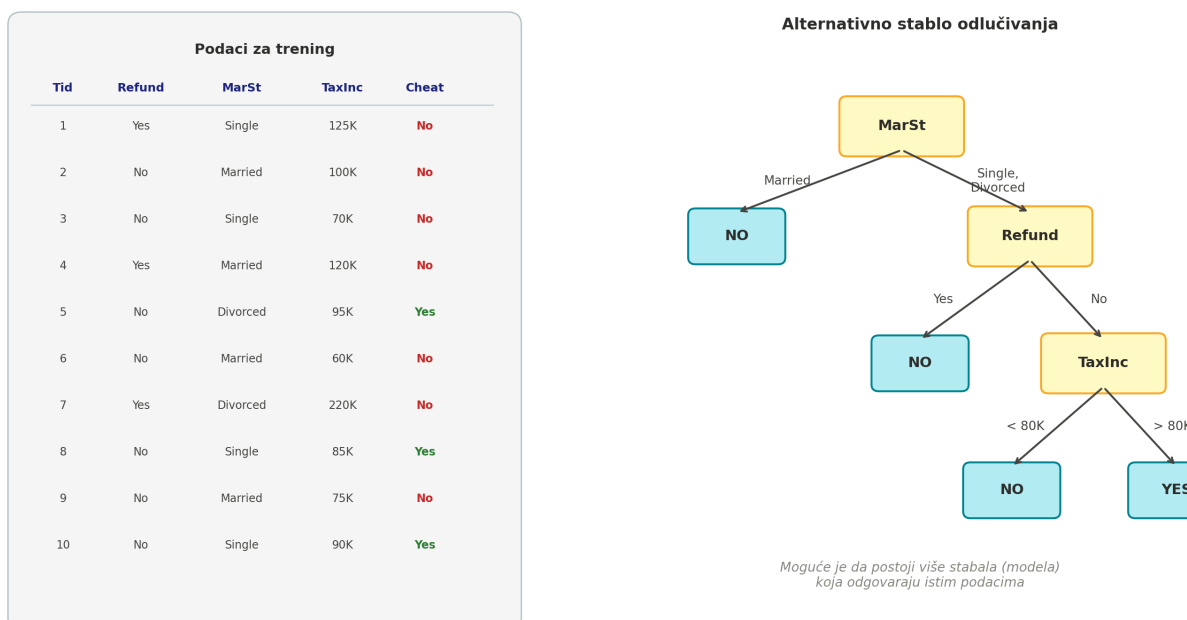 Podaci za trening
Tid Refund MarSt TaxInc Cheat
1 Yes Single 125K No
2 No Married 100K No
3 No Single 70K No
4 Yes Married 120K No
5 No Divorced 95K Yes
6 No Married 60K No
7 Yes Divorced 220K No
8 No Single 85K Yes
9 No Married 75K No
10 No Single 90K Yes
Alternativno stablo odlučivanja
MarSt
Married
Single,
Divorced
NO
Refund
Yes
No
NO
TaxInc
< 80K
> 80K
NO
YES
Moguće je da postoji više stabala (modela)
koja odgovaraju istim podacima